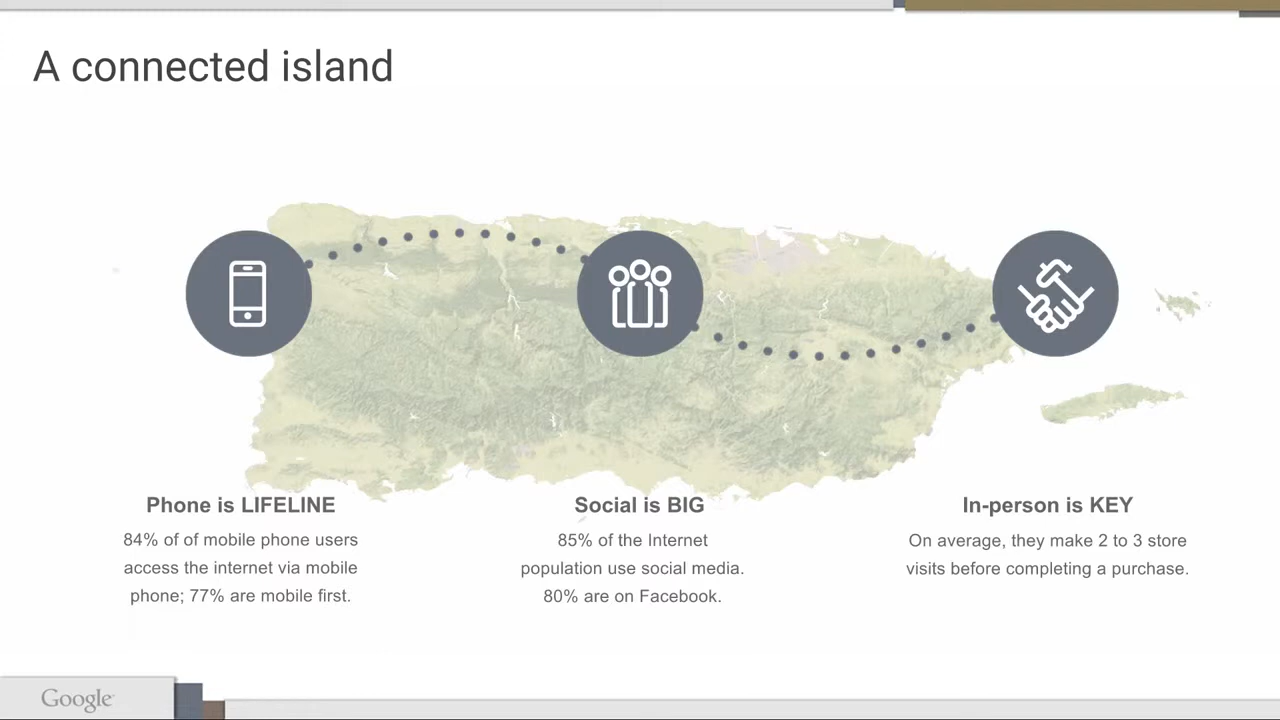 A connected island
Phone is LIFELINE
84% of of mobile phone users
access the internet via mobile
phone; 77% are mobile first.
Social is BIG
85% of the Internet
population use social media.
80% are on Facebook.
In-person is KEY
On average, they make 2 to 3 store
visits before completing a purchase.
Google